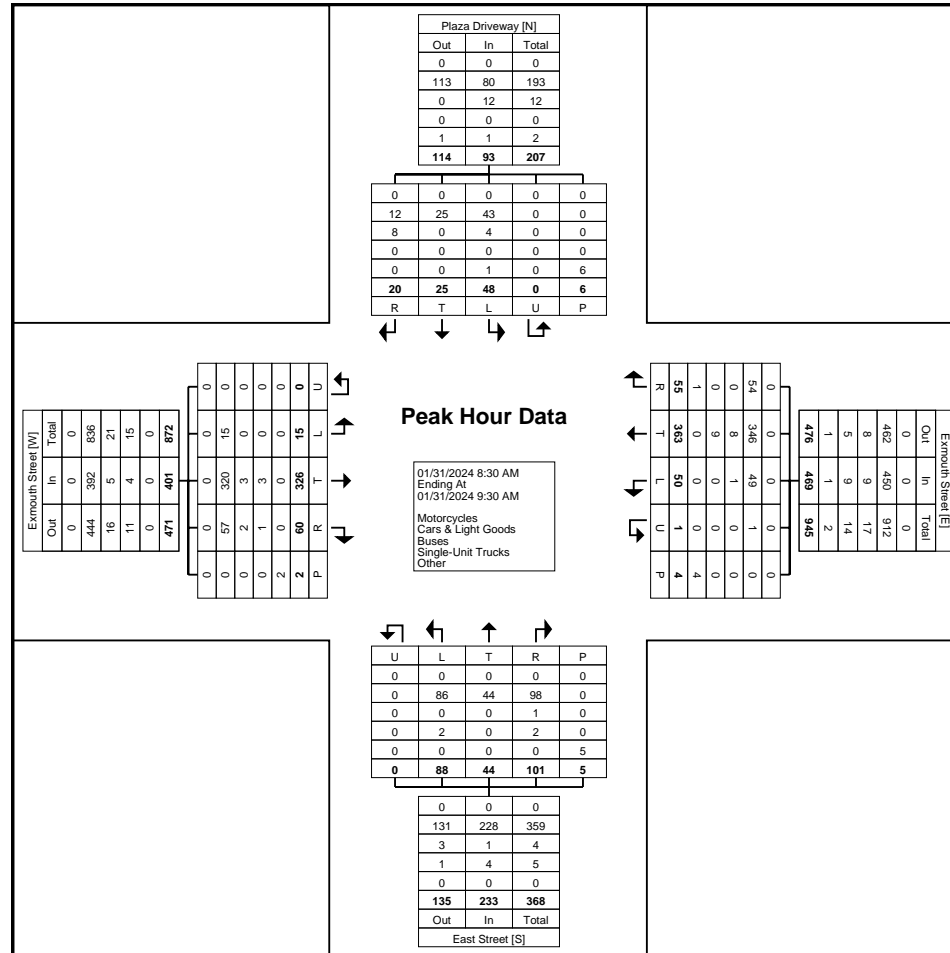 Plaza Driveway [N]
Out In Total
0 0 0
113 80 193
0 12 12
0 0 0
1 1 2
114 93 207
0 0 0 0 0
12 25 43 0 0
8 0 4 0 0
0 0 0 0 0
0 0 1 0 6
20 25 48 0 6
R T L U P
Exmouth Street [W]
Total 0 836 21 15 0 872
In 0 392 5 4 0 401
Out 0 444 16 11 0 471
0 0 0 0 0 0 U
0 15 0 0 0 15 L
0 320 3 3 0 326 T
0 57 2 1 0 60 R
0 0 0 0 2 2 P
Peak Hour Data
01/31/2024 8:30 AM
Ending At
01/31/2024 9:30 AM
Motorcycles
Cars & Light Goods
Buses
Single-Unit Trucks
Other
R 55 1 0 0 54 0
T 363 0 9 8 346 0
L 50 0 0 1 49 0
U 1 0 0 0 1 0
P 4 4 0 0 0 0
476 1 5 8 462 0 Out
469 1 9 9 450 0 In
945 2 14 17 912 0 Total
Exmouth Street [E]
U L T R P
0 0 0 0 0
0 86 44 98 0
0 0 0 1 0
0 2 0 2 0
0 0 0 0 5
0 88 44 101 5
0 0 0
131 228 359
3 1 4
1 4 5
0 0 0
135 233 368
Out In Total
East Street [S]